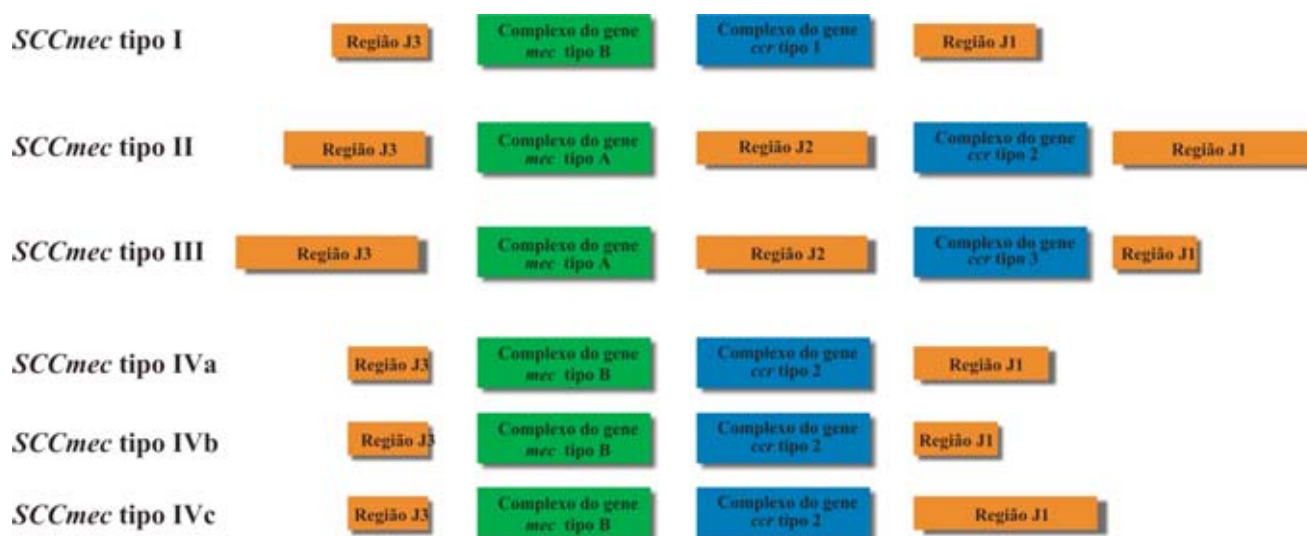 SCCmec tipo I
Região J3
Complexo do gene
mec tipo B
Complexo do gene
ccr tipo 1
Região J1
SCCmec tipo II
Região J3
Complexo do gene
mec tipo A
Região J2
Complexo do gene
ccr tipo 2
Região J1
SCCmec tipo III
Região J3
Complexo do gene
mec tipo A
Região J2
Complexo do gene
ccr tipo 3
Região J1
SCCmec tipo IVa
Região J3
Complexo do gene
mec tipo B
Complexo do gene
ccr tipo 2
Região J1
SCCmec tipo IVb
Região J3
Complexo do gene
mec tipo B
Complexo do gene
ccr tipo 2
Região J1
SCCmec tipo IVc
Região J3
Complexo do gene
mec tipo B
Complexo do gene
ccr tipo 2
Região J1